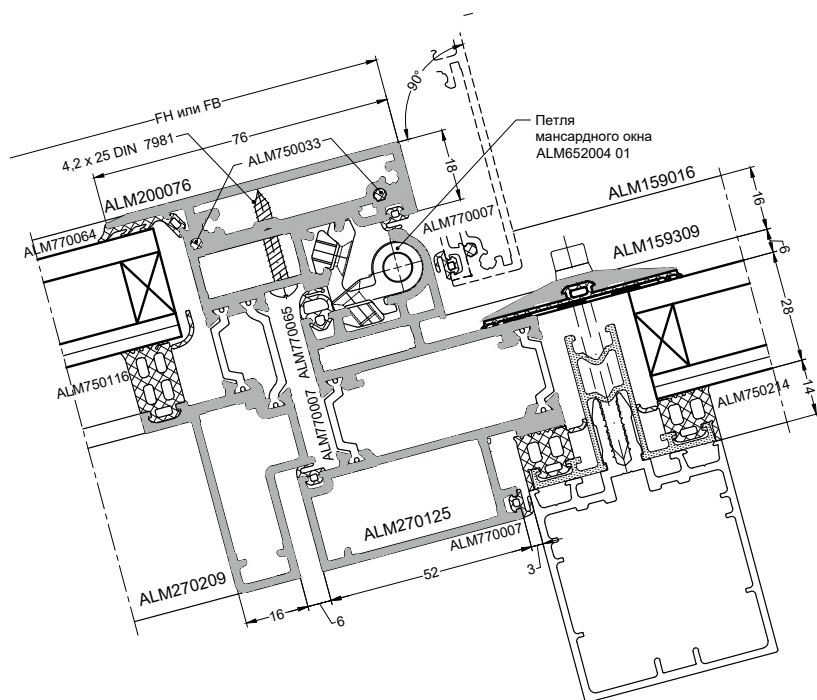 90°
FH или FB
76
4,2 x 25 DIN 7981
ALM750033
Петля
мансардного окна
ALM652004 01
18
ALM200076
ALM159016
16
ALM770064
ALM770007
ALM159309
6
28
ALM770065
ALM750116
ALM770007
ALM750214
14
ALM270125
ALM770007
52
3
ALM270209
16
6